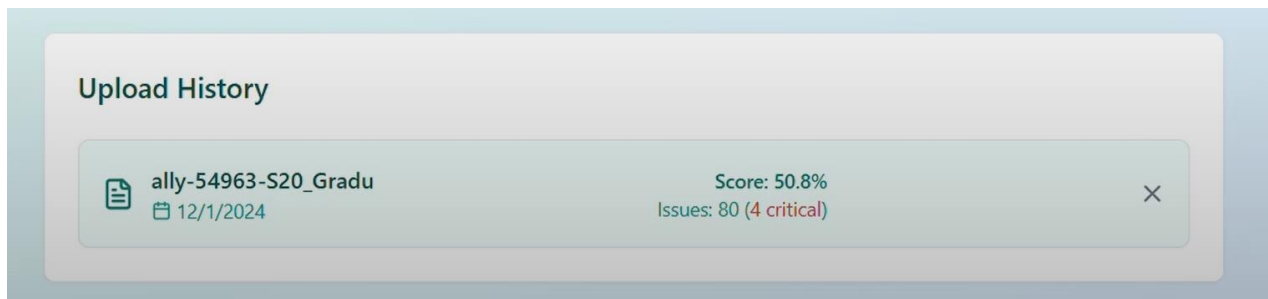 Upload History
ally-54963-S20_Gradu
12/1/2024
Score: 50.8%
Issues: 80 (4 critical)